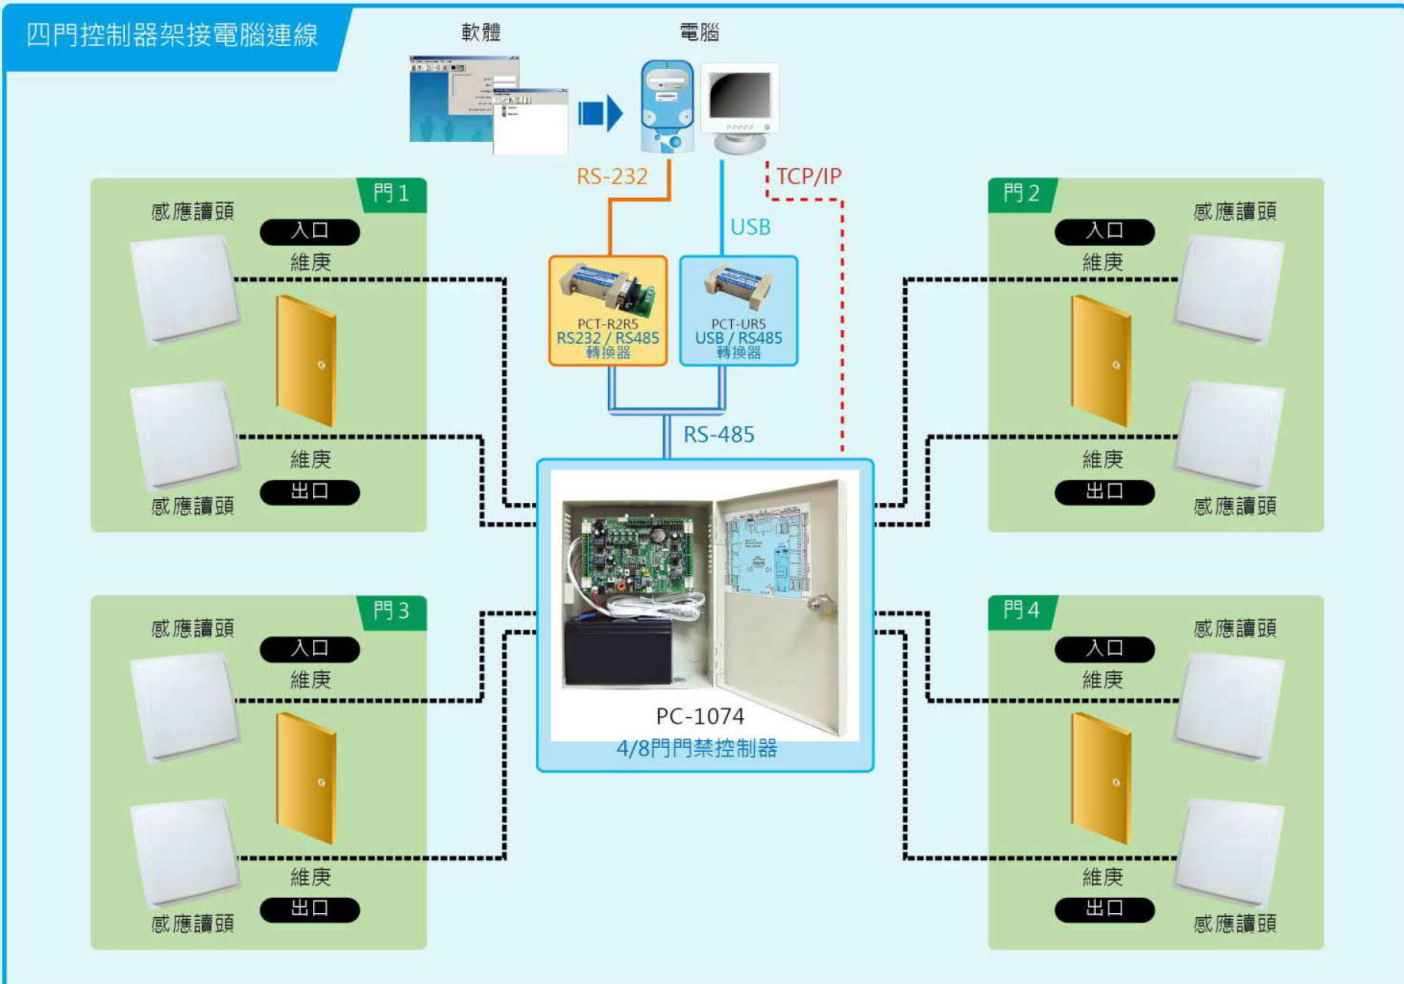 四門控制器架接電腦連線
軟體
電腦
RS-232
TCP/IP
USB
門1
感應讀頭
入口
維庚
維庚
出口
感應讀頭
門2
感應讀頭
入口
維庚
維庚
出口
感應讀頭
PCT-R2R5
RS232 / RS485
轉換器
PCT-UR5
USB / RS485
轉換器
RS-485
PC-1074
4/8門門禁控制器
門3
感應讀頭
入口
維庚
維庚
出口
感應讀頭
門4
感應讀頭
入口
維庚
維庚
出口
感應讀頭